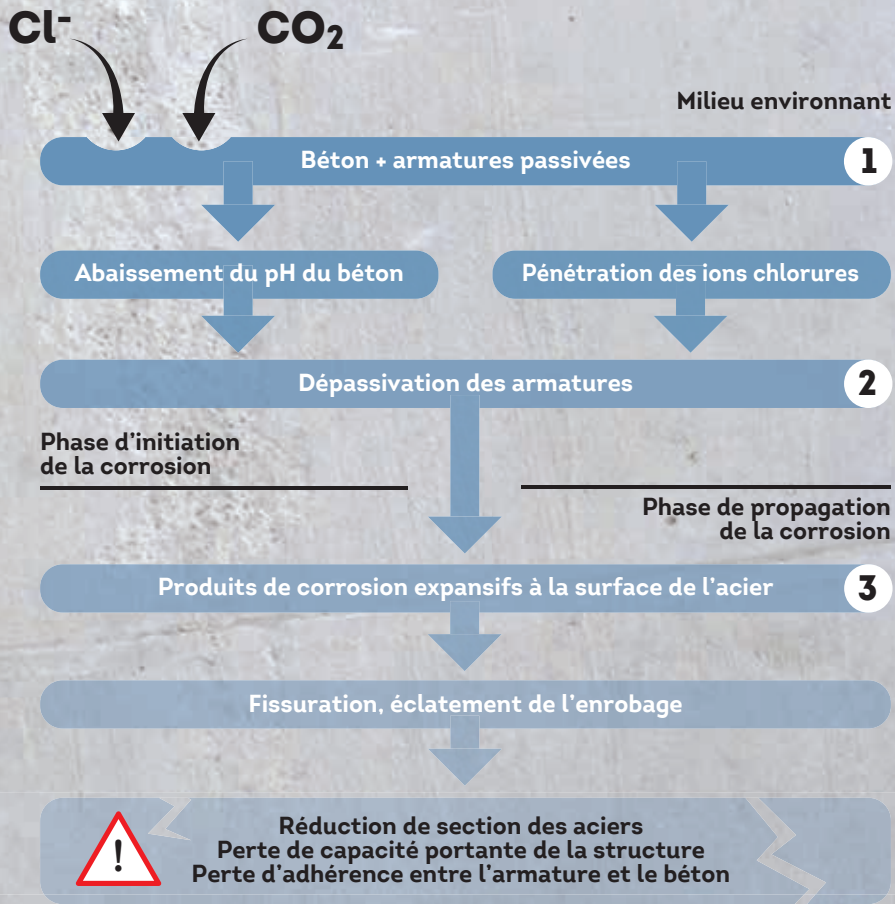 Cl⁻ CO₂
Milieu environnant
Béton + armatures passivées 1
Abaissement du pH du béton
Pénétration des ions chlorures
Dépassivation des armatures 2
Phase d’initiation
de la corrosion
Phase de propagation
de la corrosion
Produits de corrosion expansifs à la surface de l’acier 3
Fissuration, éclatement de l’enrobage
!
Réduction de section des aciers
Perte de capacité portante de la structure
Perte d’adhérence entre l’armature et le béton